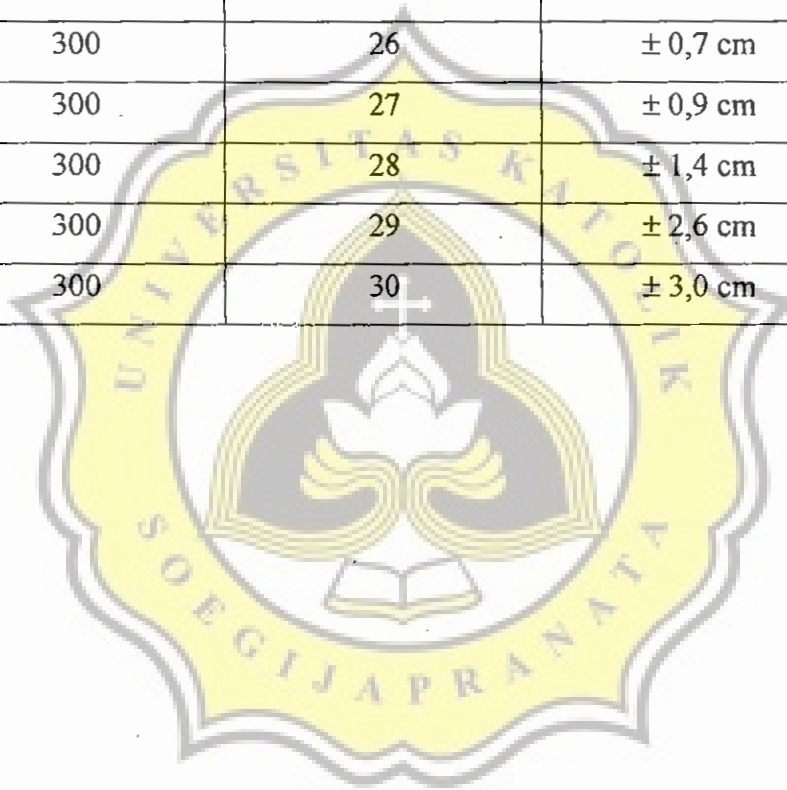 300 26 ± 0,7 cm
300 27 ± 0,9 cm
300 28 ± 1,4 cm
300 29 ± 2,6 cm
300 30 ± 3,0 cm
UNIVERSITAS KATOLIK
SOEGIJAPRANATA